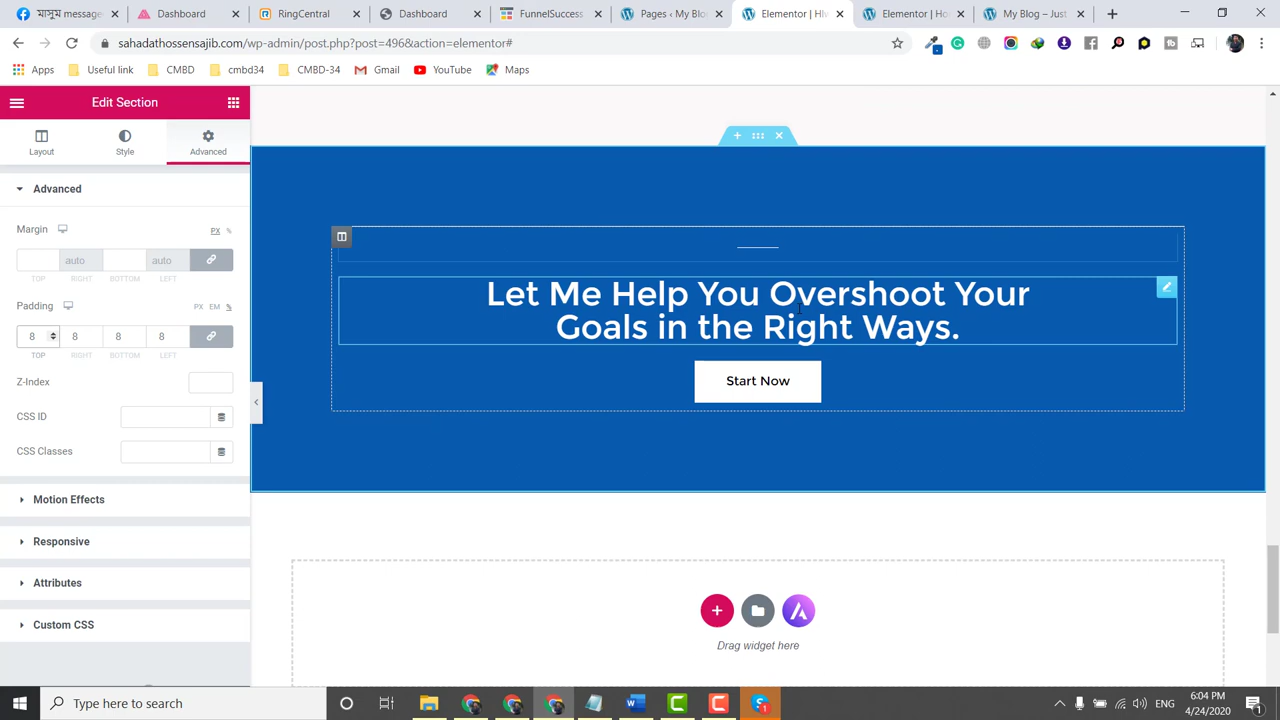 মাসুম messag
Dashboard
RingCentral
Dashboard
FunnelSuccess
Pages ‹ My Blo
Elementor | Hi
Elementor | Ho
My Blog – Just
sahadathossensajib.com/wp-admin/post.php?post=496&action=elementor#
Apps
Useful link
CMBD
cmbd34
CMBD-34
Gmail
YouTube
Maps
Edit Section
Layout
Style
Advanced
Advanced
Margin
PX %
auto auto
TOP RIGHT BOTTOM LEFT
Padding
PX EM %
8 8 8 8
TOP RIGHT BOTTOM LEFT
Z-Index
CSS ID
CSS Classes
Motion Effects
Responsive
Attributes
Custom CSS
Let Me Help You Overshoot Your
Goals in the Right Ways.
Start Now
Drag widget here
Type here to search
ENG
6:04 PM
4/24/2020